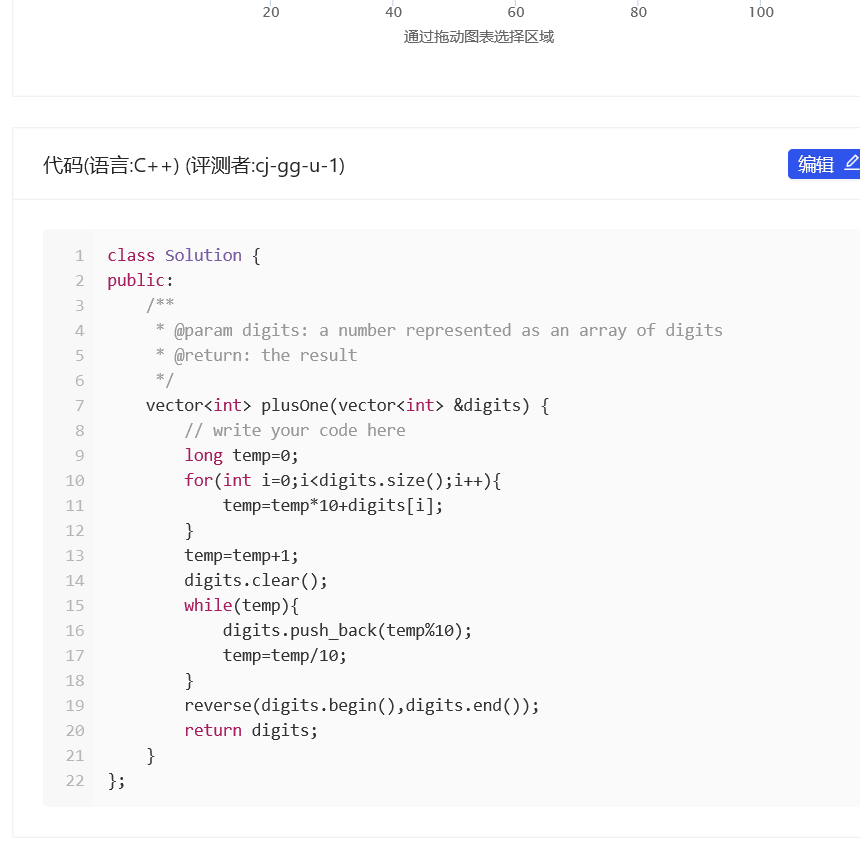 20 40 60 80 100
通过拖动图表选择区域
代码(语言:C++) (评测者:cj-gg-u-1)
编辑
1 class Solution {
2 public:
3     /**
4      * @param digits: a number represented as an array of digits
5      * @return: the result
6      */
7     vector<int> plusOne(vector<int> &digits) {
8         // write your code here
9         long temp=0;
10         for(int i=0;i<digits.size();i++){
11             temp=temp*10+digits[i];
12         }
13         temp=temp+1;
14         digits.clear();
15         while(temp){
16             digits.push_back(temp%10);
17             temp=temp/10;
18         }
19         reverse(digits.begin(),digits.end());
20         return digits;
21     }
22 };